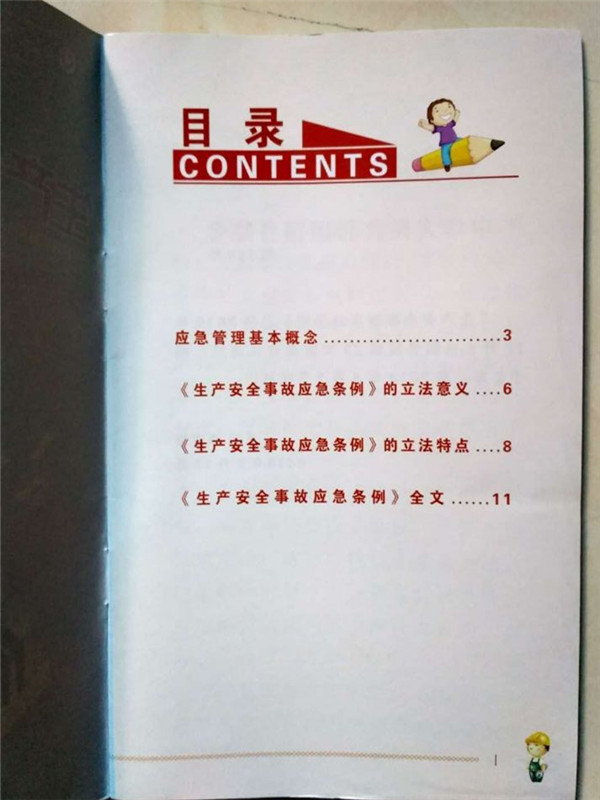 目录
CONTENTS
应急管理基本概念...........................3
《生产安全事故应急条例》的立法意义....6
《生产安全事故应急条例》的立法特点....8
《生产安全事故应急条例》全文......11
1